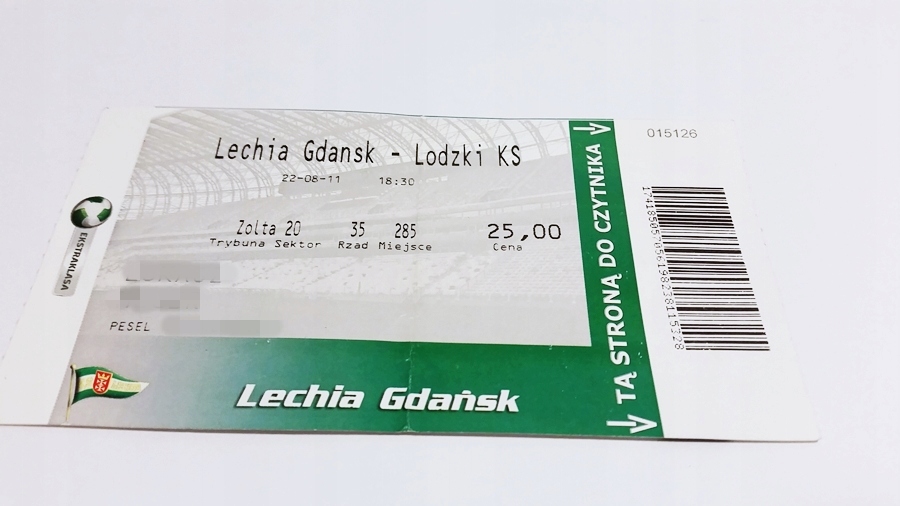 Lechia Gdansk - Lodzki KS
22-08-11 18:30
Zolta 20 35 285 25,00
Trybuna Sektor Rzad Miejsce Cena
PESEL
Lechia Gdańsk
EKSTRAKLASA
TĄ STRONĄ DO CZYTNIKA
015126